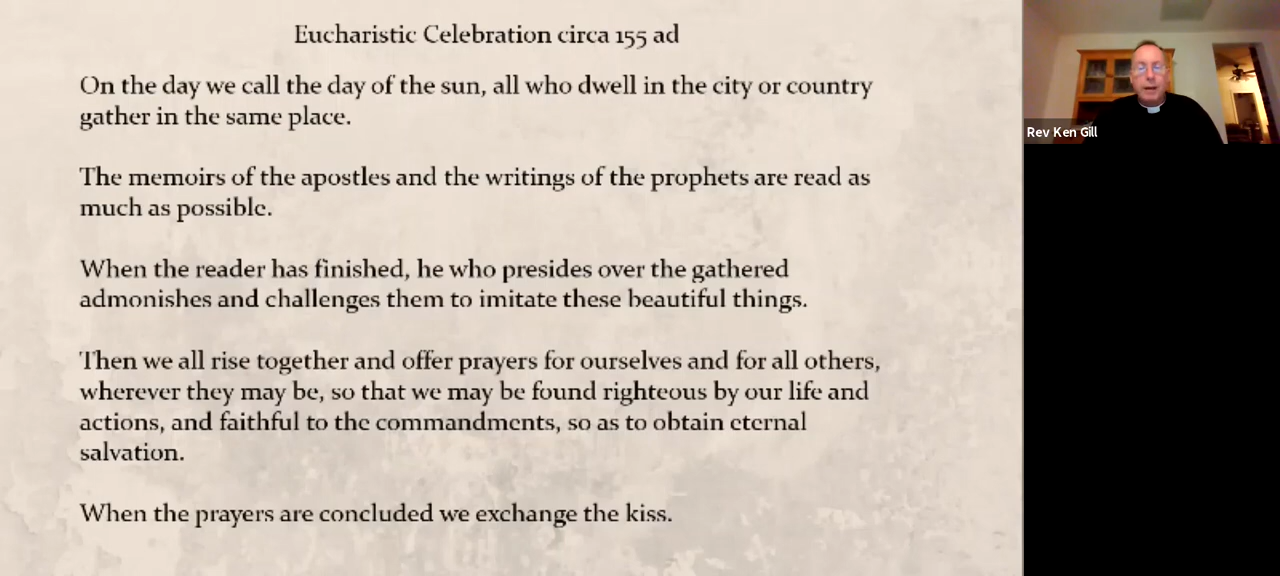 Eucharistic Celebration circa 155 ad
On the day we call the day of the sun, all who dwell in the city or country
gather in the same place.
The memoirs of the apostles and the writings of the prophets are read as
much as possible.
When the reader has finished, he who presides over the gathered
admonishes and challenges them to imitate these beautiful things.
Then we all rise together and offer prayers for ourselves and for all others,
wherever they may be, so that we may be found righteous by our life and
actions, and faithful to the commandments, so as to obtain eternal
salvation.
When the prayers are concluded we exchange the kiss.
Rev Ken Gill